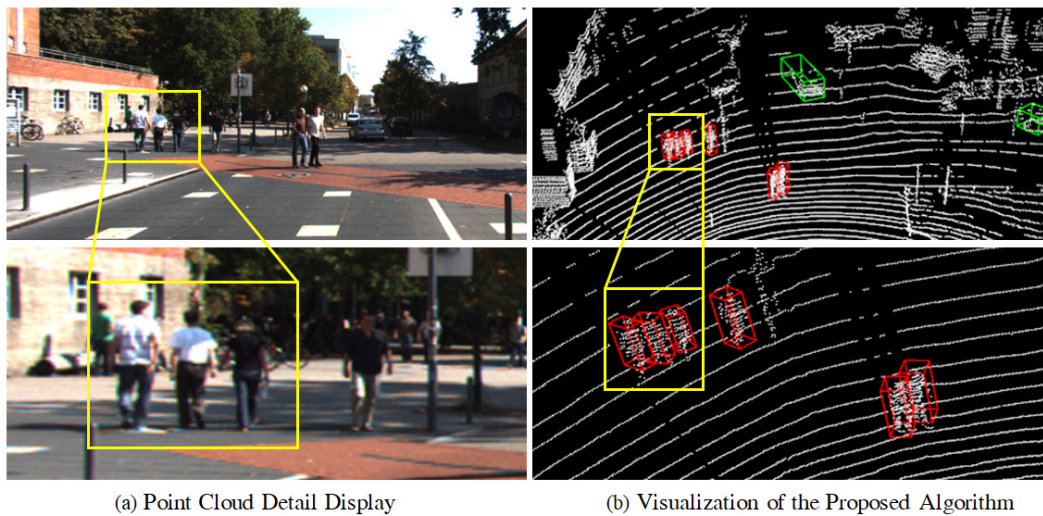 (a) Point Cloud Detail Display
(b) Visualization of the Proposed Algorithm